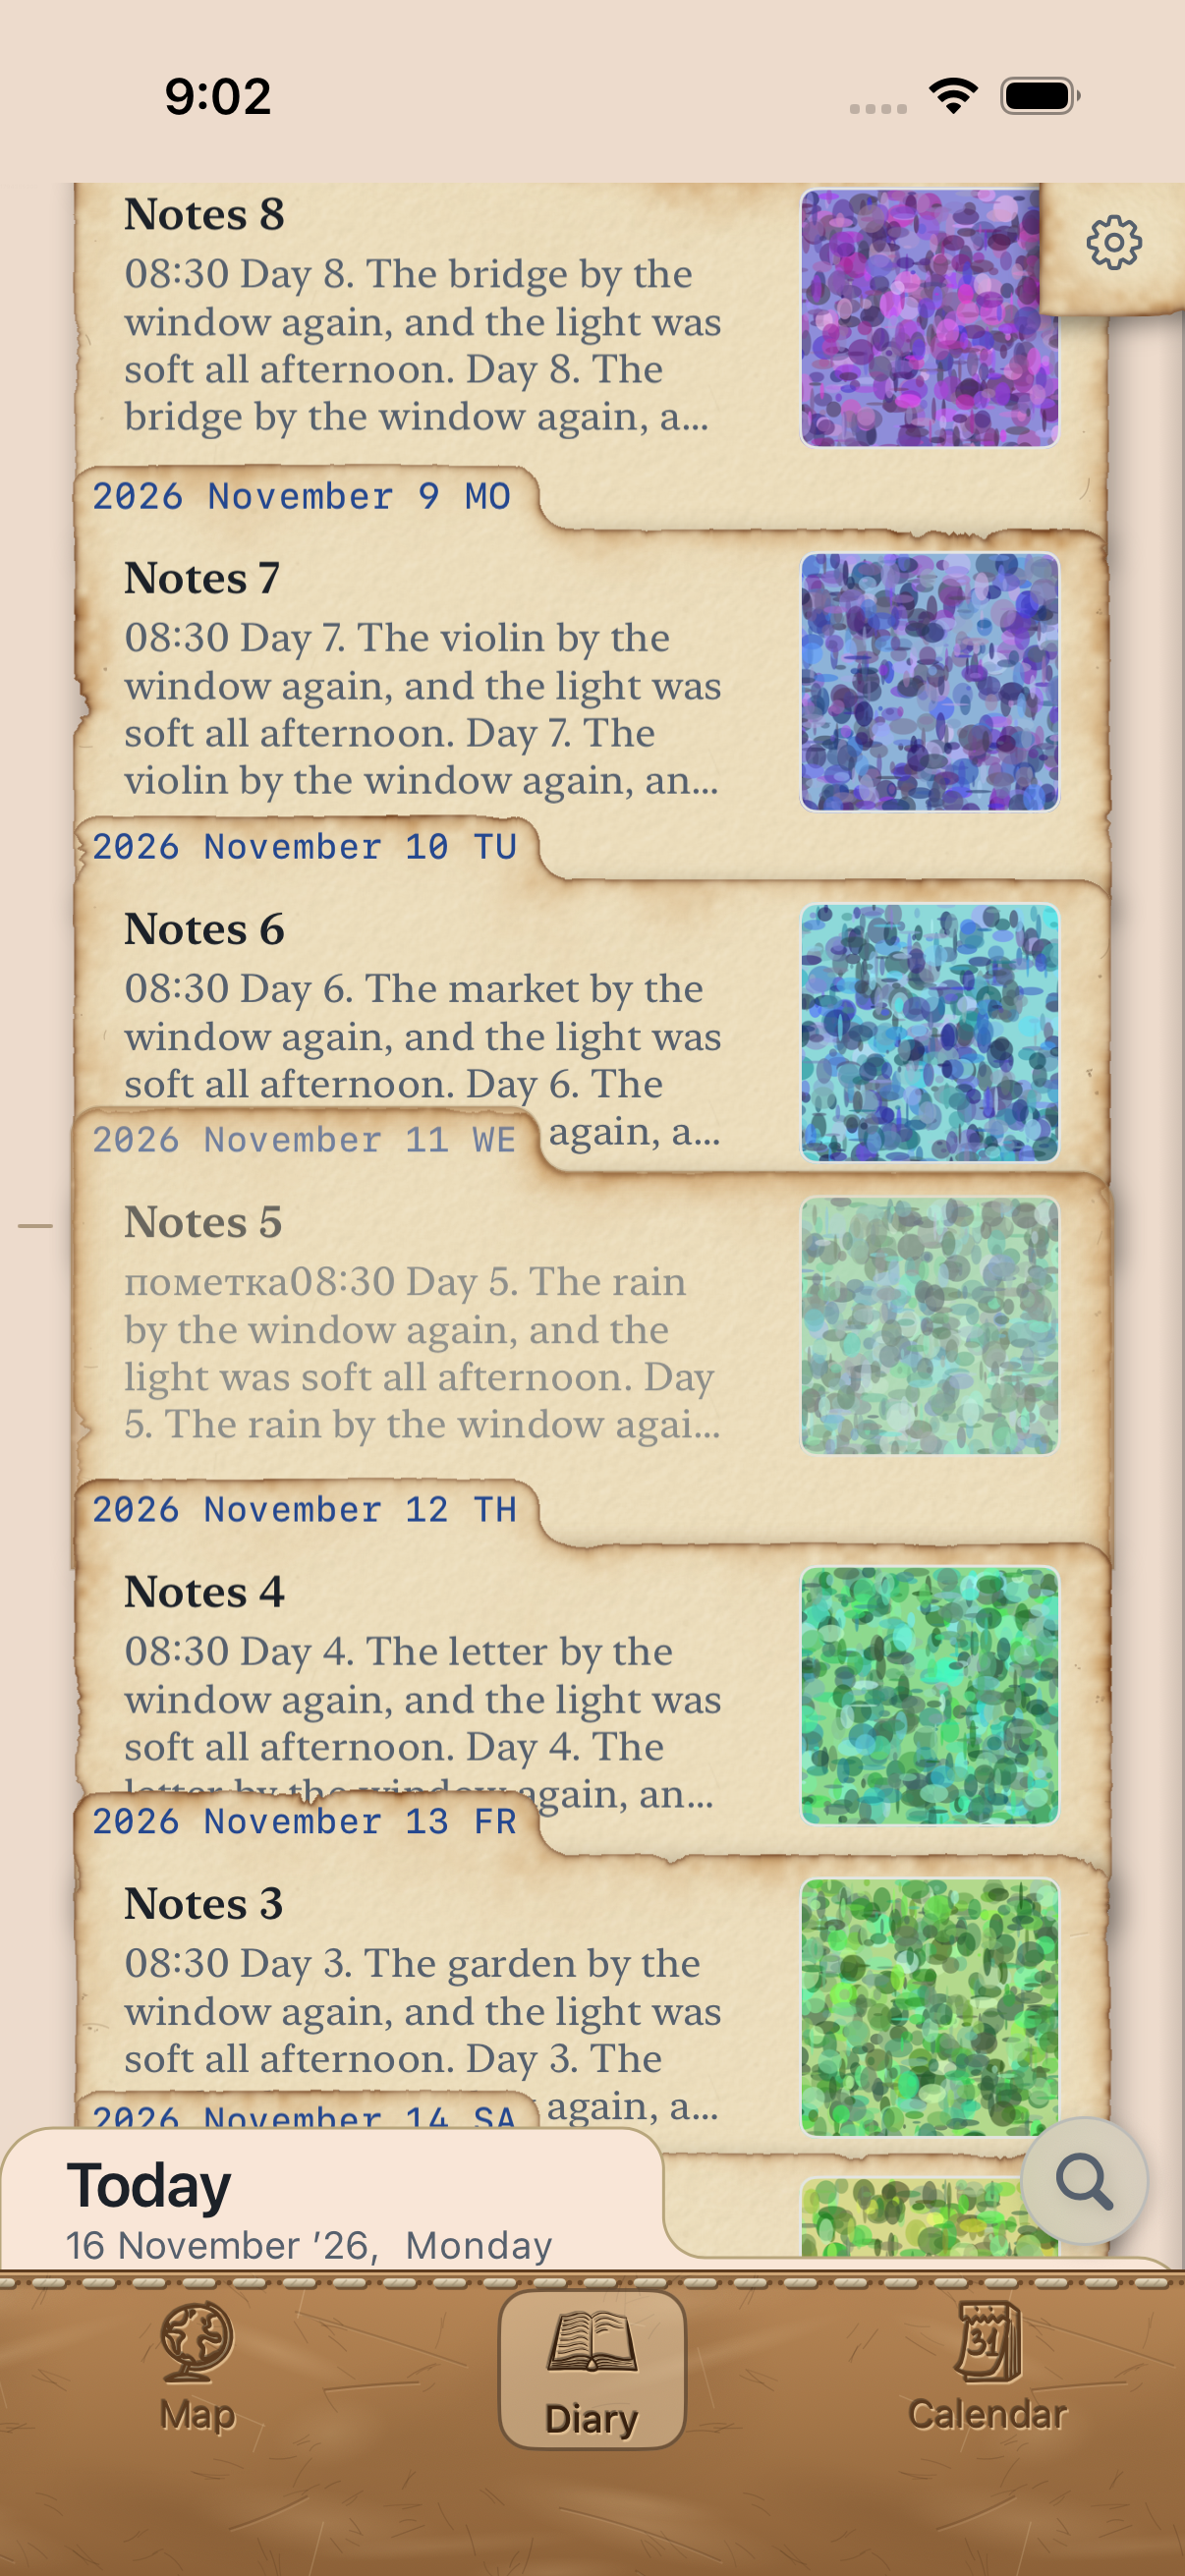 9:02
Notes 8
08:30 Day 8. The bridge by the
window again, and the light was
soft all afternoon. Day 8. The
bridge by the window again, a...
2026 November 9 MO
Notes 7
08:30 Day 7. The violin by the
window again, and the light was
soft all afternoon. Day 7. The
violin by the window again, an...
2026 November 10 TU
Notes 6
08:30 Day 6. The market by the
window again, and the light was
soft all afternoon. Day 6. The
again, a...
2026 November 11 WE
Notes 5
пометка08:30 Day 5. The rain
by the window again, and the
light was soft all afternoon. Day
5. The rain by the window agai...
2026 November 12 TH
Notes 4
08:30 Day 4. The letter by the
window again, and the light was
soft all afternoon. Day 4. The
letter by the window again, an...
2026 November 13 FR
Notes 3
08:30 Day 3. The garden by the
window again, and the light was
soft all afternoon. Day 3. The
again, a...
2026 November 14 SA
Today
16 November ’26, Monday
31
Map
Diary
Calendar